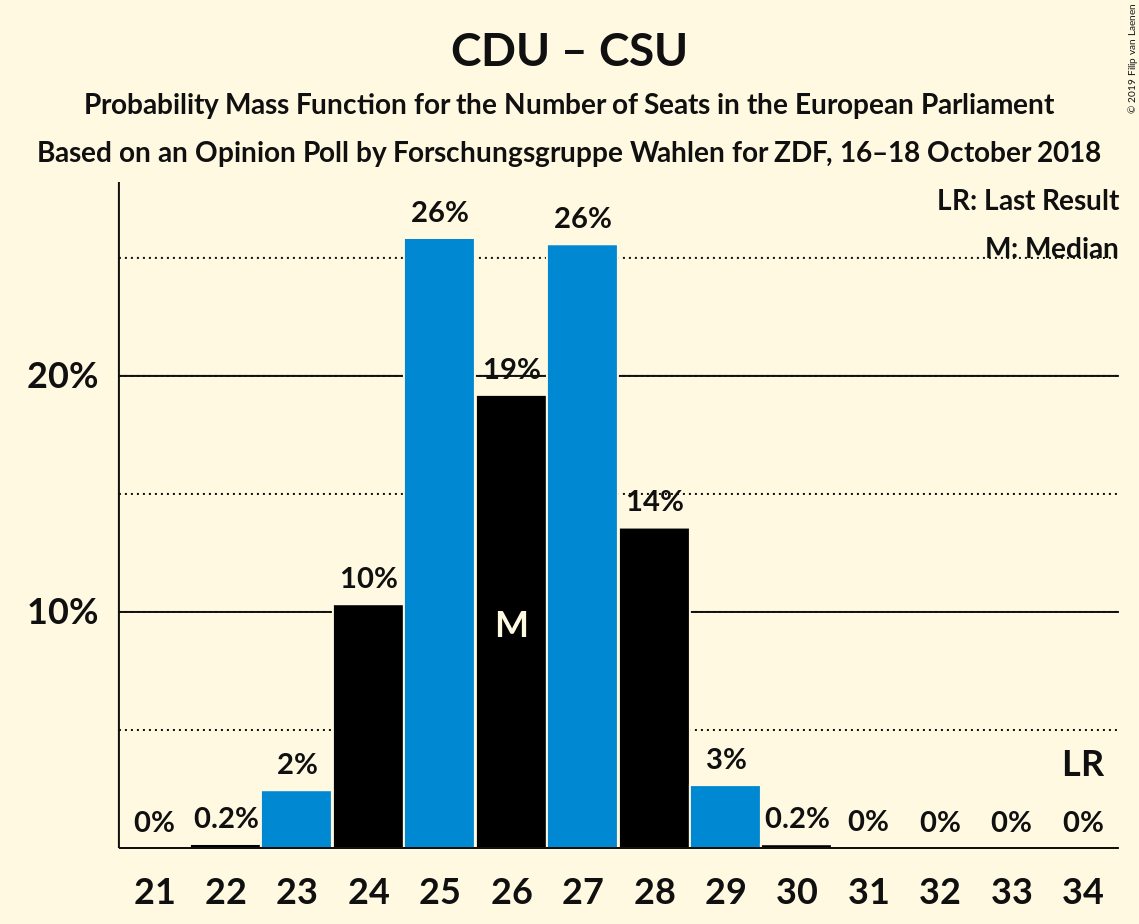 CDU – CSU
Probability Mass Function for the Number of Seats in the European Parliament
Based on an Opinion Poll by Forschungsgruppe Wahlen for ZDF, 16–18 October 2018
© 2019 Filip van Laenen
LR: Last Result
M: Median
26%
26%
20%
19%
14%
10%
10%
M
2%
3%
LR
0%
0.2%
0.2%
0%
0%
0%
0%
21 22 23 24 25 26 27 28 29 30 31 32 33 34